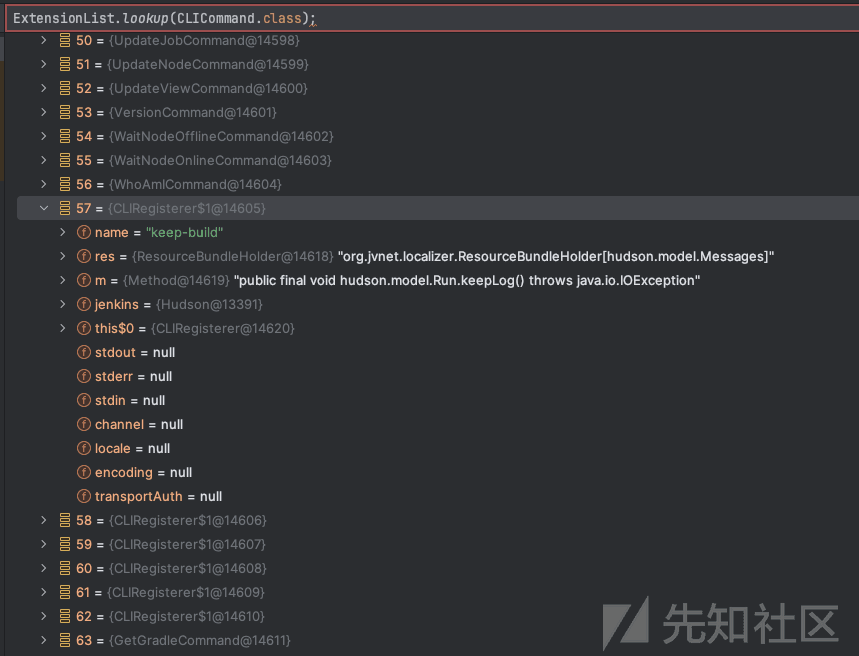 ExtensionList.lookup(CLICommand.class);
50 = {UpdateJobCommand@14598}
51 = {UpdateNodeCommand@14599}
52 = {UpdateViewCommand@14600}
53 = {VersionCommand@14601}
54 = {WaitNodeOfflineCommand@14602}
55 = {WaitNodeOnlineCommand@14603}
56 = {WhoAmICommand@14604}
57 = {CLIRegisterer$1@14605}
f name = "keep-build"
f res = {ResourceBundleHolder@14618} "org.jvnet.localizer.ResourceBundleHolder[hudson.model.Messages]"
f m = {Method@14619} "public final void hudson.model.Run.keepLog() throws java.io.IOException"
f jenkins = {Hudson@13391}
f this$0 = {CLIRegisterer@14620}
f stdout = null
f stderr = null
f stdin = null
f channel = null
f locale = null
f encoding = null
f transportAuth = null
58 = {CLIRegisterer$1@14606}
59 = {CLIRegisterer$1@14607}
60 = {CLIRegisterer$1@14608}
61 = {CLIRegisterer$1@14609}
62 = {CLIRegisterer$1@14610}
63 = {GetGradleCommand@14611}
先知社区